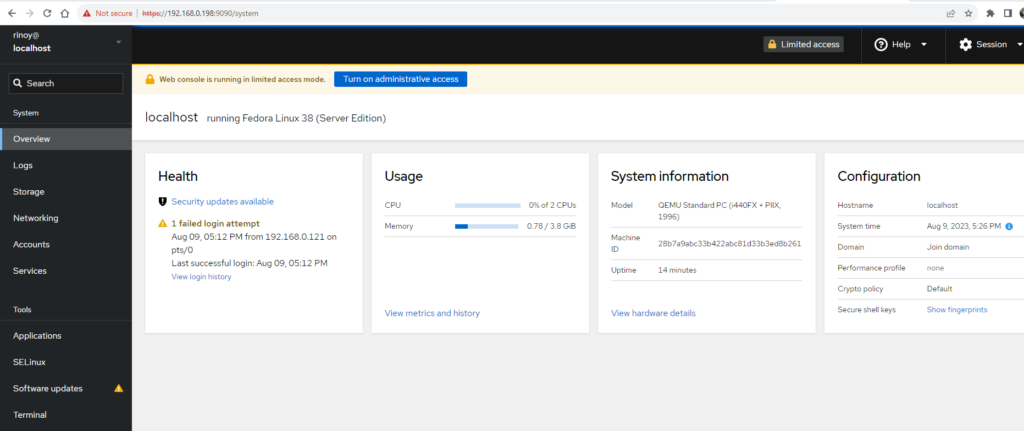 Not secure
https://192.168.0.198:9090/system
rinoy@
localhost
Limited access
Help
Session
Search
Web console is running in limited access mode.
Turn on administrative access
System
localhost
running Fedora Linux 38 (Server Edition)
Overview
Logs
Storage
Networking
Accounts
Services
Tools
Applications
SELinux
Software updates
Terminal
Health
Security updates available
1 failed login attempt
Aug 09, 05:12 PM from 192.168.0.121 on
pts/0
Last successful login: Aug 09, 05:12 PM
View login history
Usage
CPU
0% of 2 CPUs
Memory
0.78 / 3.8 GiB
View metrics and history
System information
Model
QEMU Standard PC (i440FX + PIIX,
1996)
Machine
ID
28b7a9abc33b422abc81d33b3ed8b261
Uptime
14 minutes
View hardware details
Configuration
Hostname
localhost
System time
Aug 9, 2023, 5:26 PM
Domain
Join domain
Performance profile
none
Crypto policy
Default
Secure shell keys
Show fingerprints